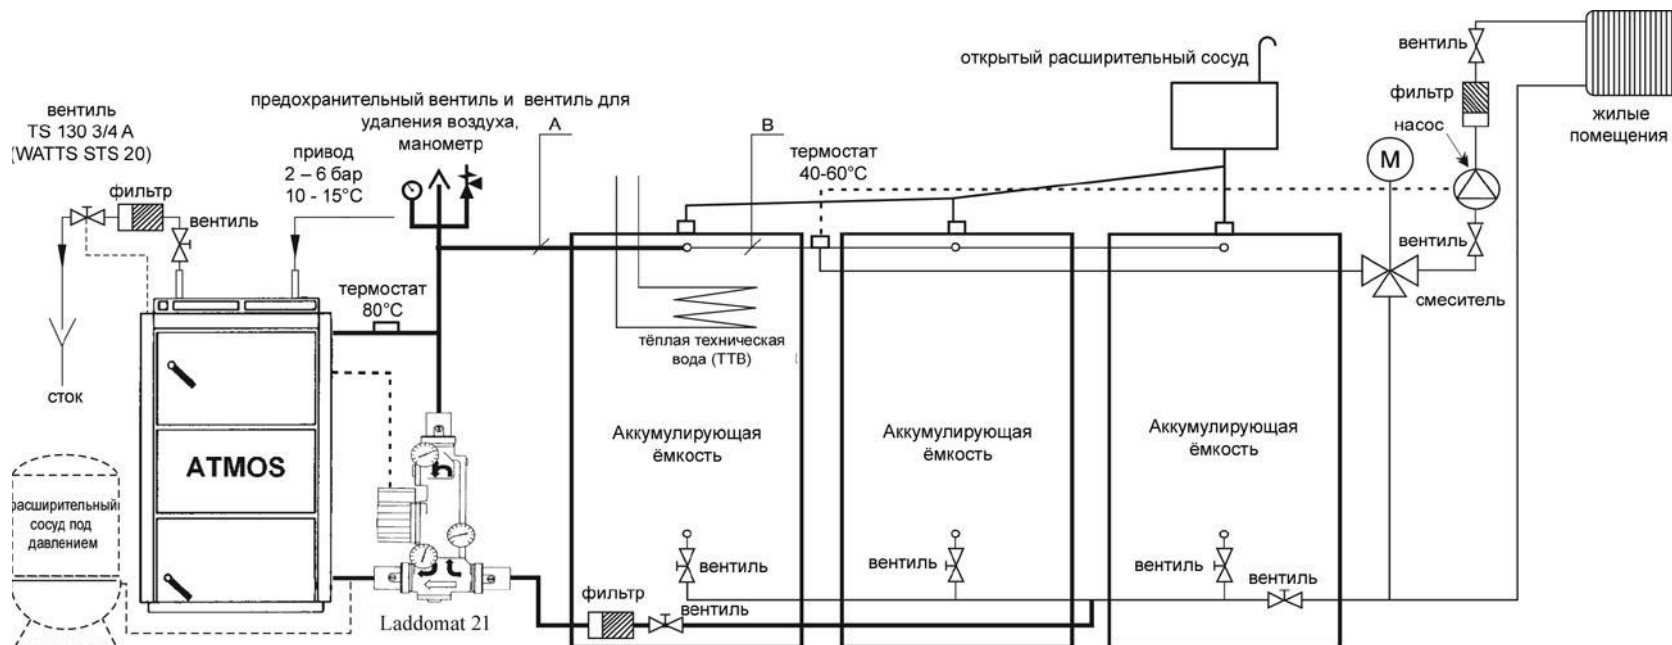 вентиль
TS 130 3/4 A
(WATTS STS 20)
фильтр
вентиль
сток
привод
2 – 6 бар
10 - 15°C
предохранительный вентиль и вентиль для
удаления воздуха,
манометр
термостат
80°C
ATMOS
расширительный
сосуд под
давлением
Laddomat 21
A
B
термостат
40-60°C
открытый расширительный сосуд
тёплая техническая
вода (ТТВ)
Аккумулирующая
ёмкость
Аккумулирующая
ёмкость
Аккумулирующая
ёмкость
вентиль
вентиль
вентиль
вентиль
фильтр
вентиль
вентиль
фильтр
насос
M
вентиль
смеситель
жилые
помещения